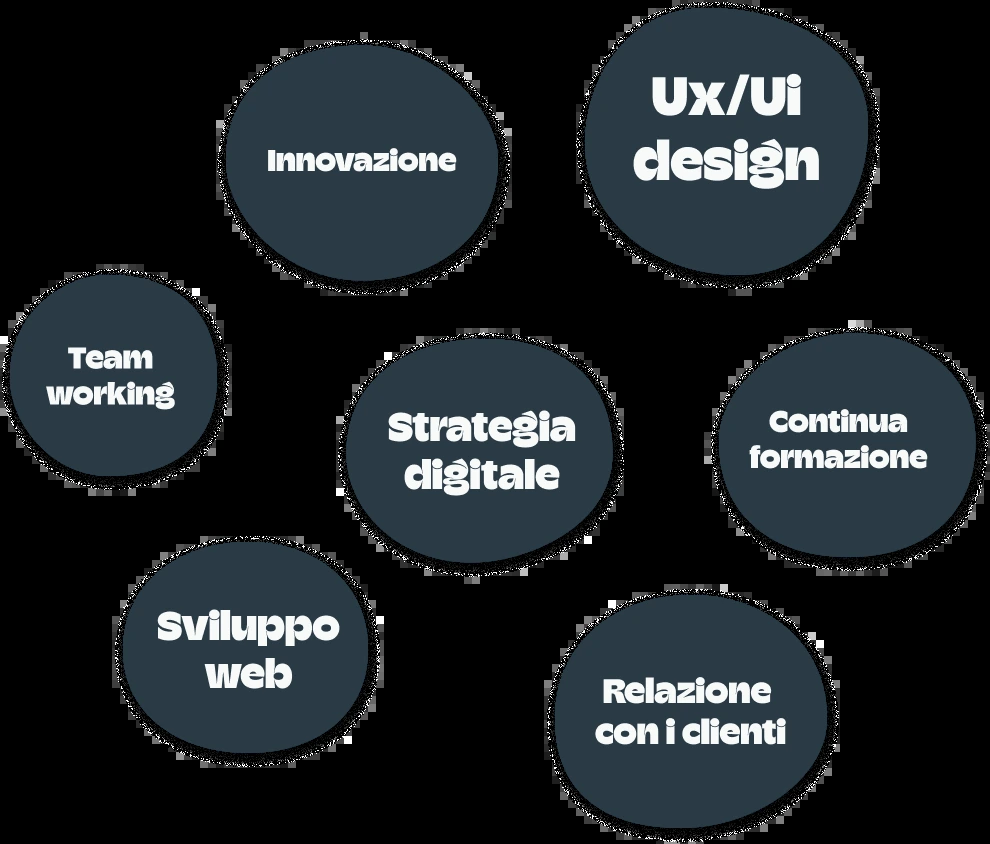 Innovazione
Ux/Ui
design
Team
working
Strategia
digitale
Continua
formazione
Sviluppo
web
Relazione
con i clienti